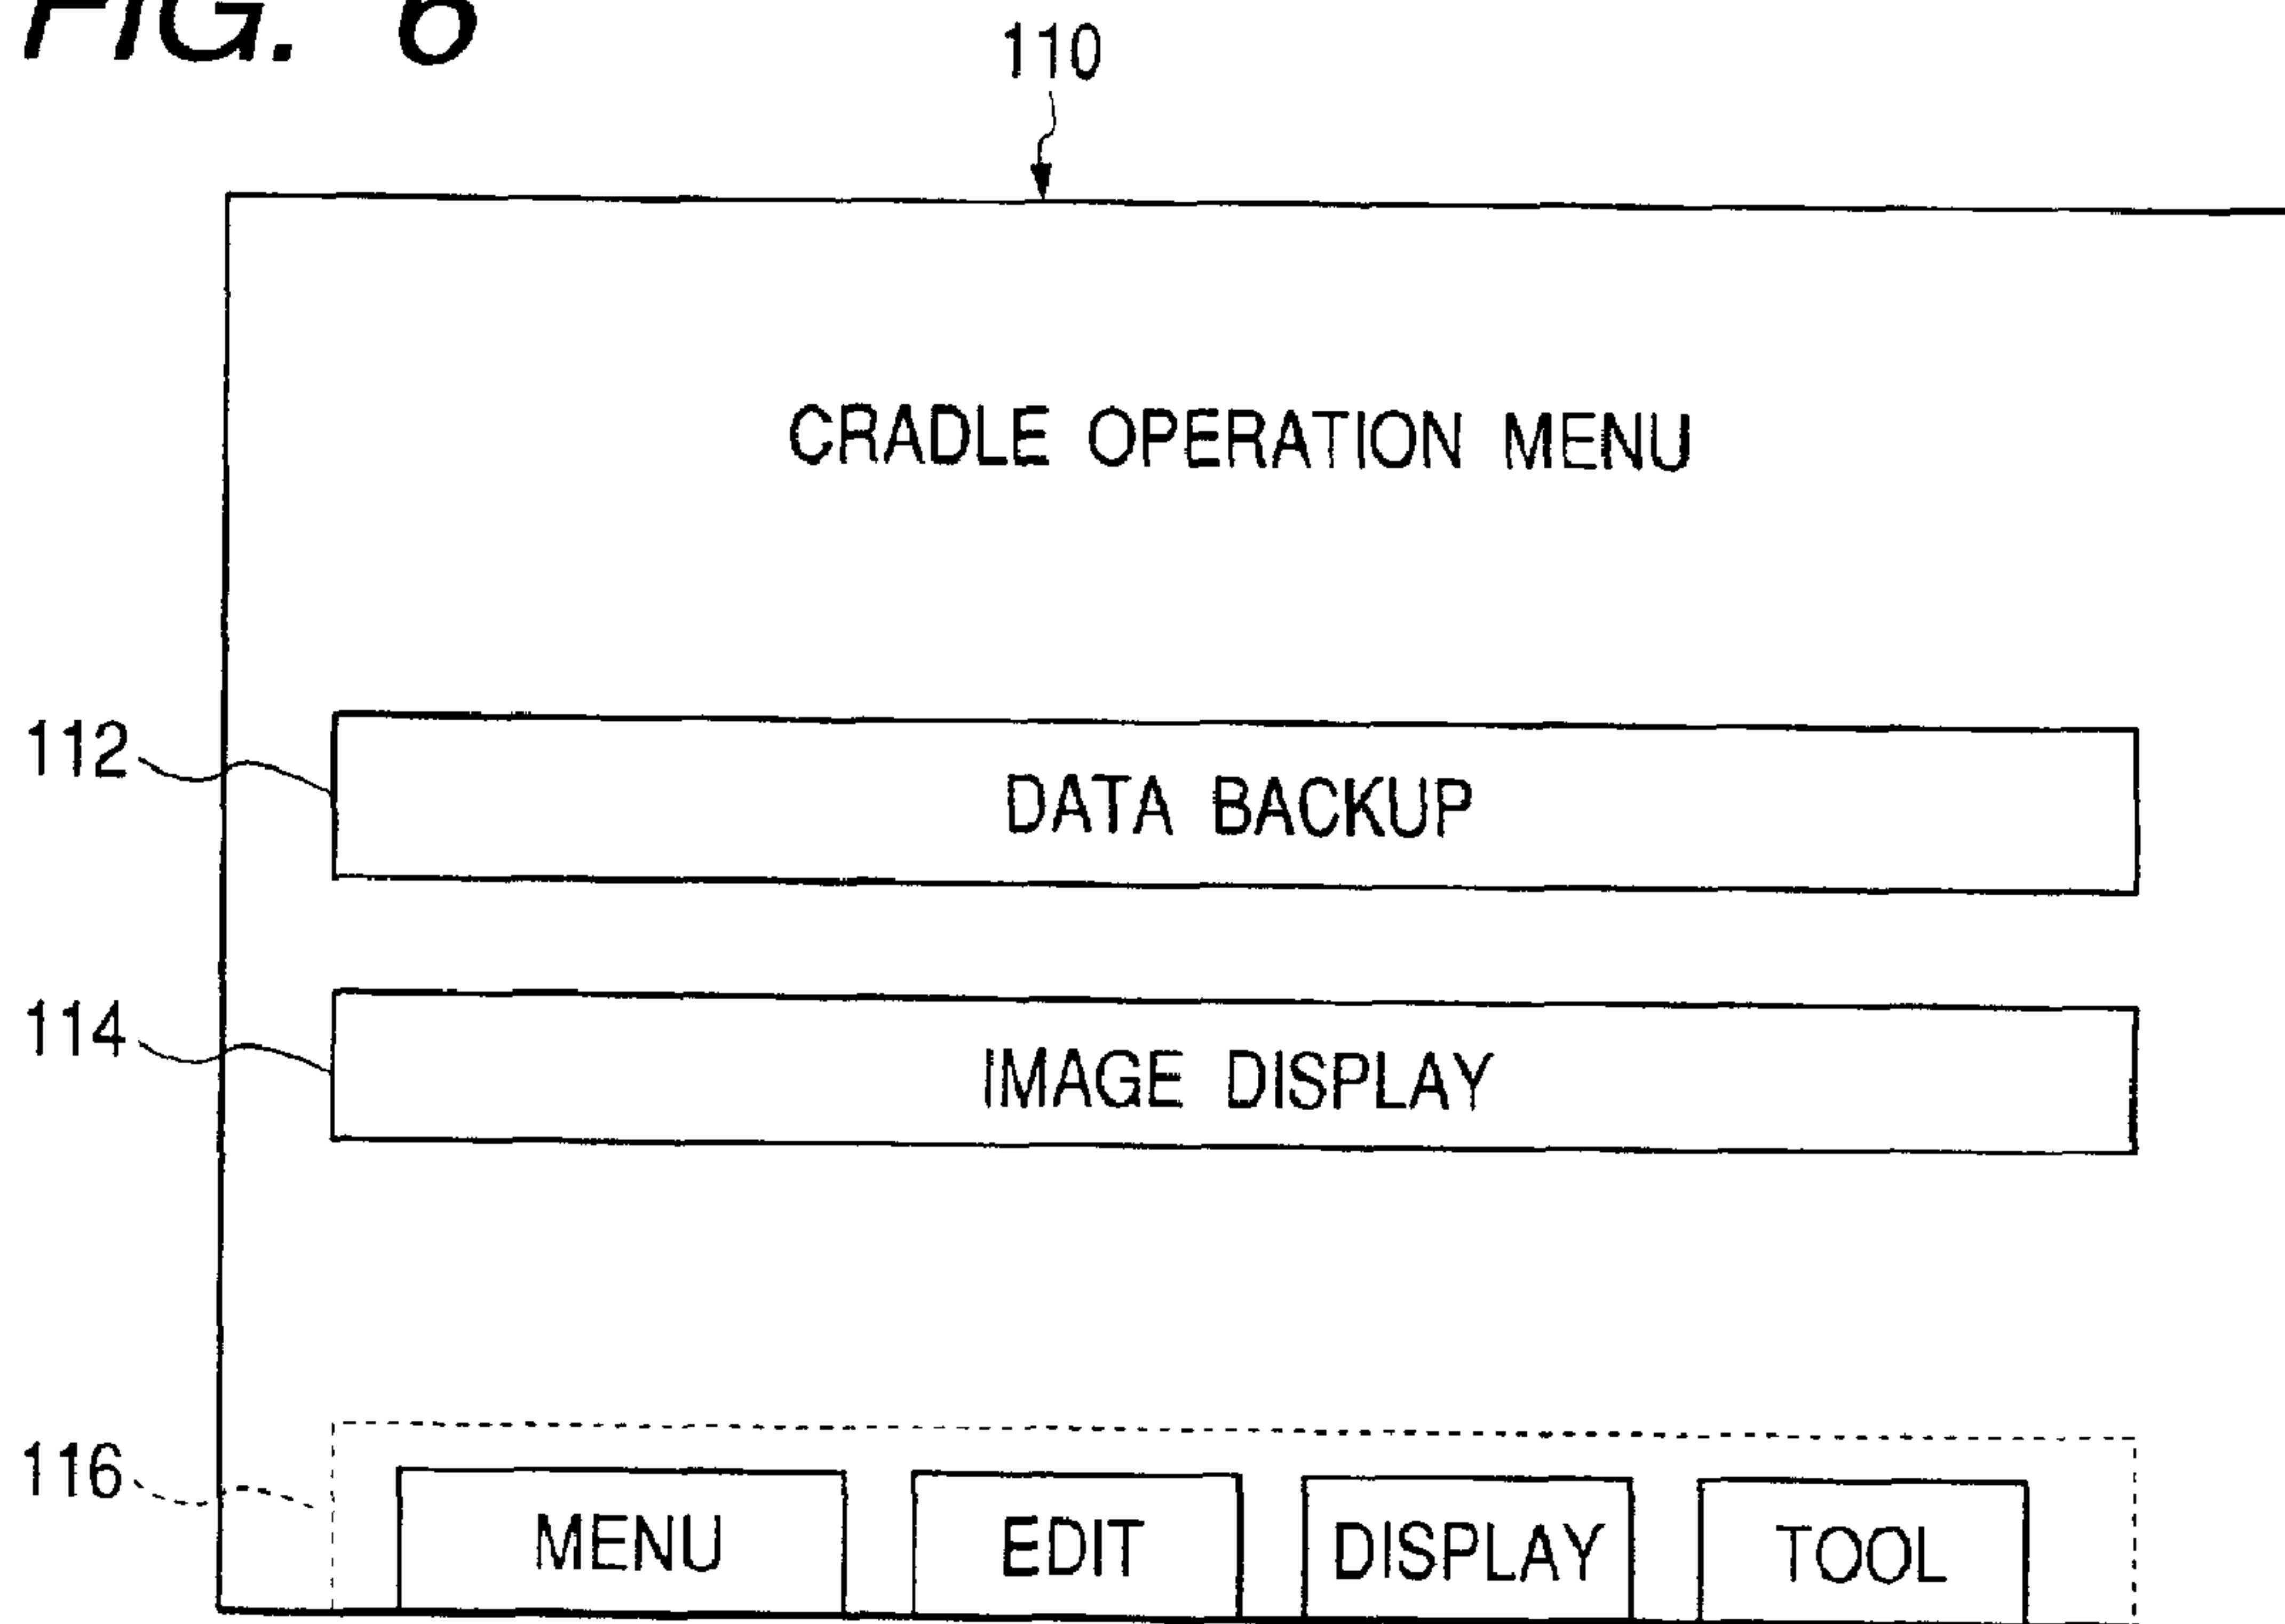 FIG. 6
110
CRADLE OPERATION MENU
112
DATA BACKUP
114
IMAGE DISPLAY
116
MENU EDIT DISPLAY TOOL